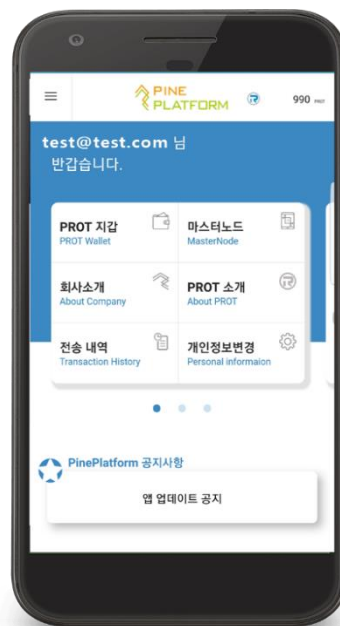 PINE
PLATFORM
990 PROT
test@test.com 님
반갑습니다.
PROT 지갑
PROT Wallet
마스터노드
MasterNode
회사소개
About Company
PROT 소개
About PROT
전송 내역
Transaction History
개인정보변경
Personal informaion
PinePlatform 공지사항
앱 업데이트 공지